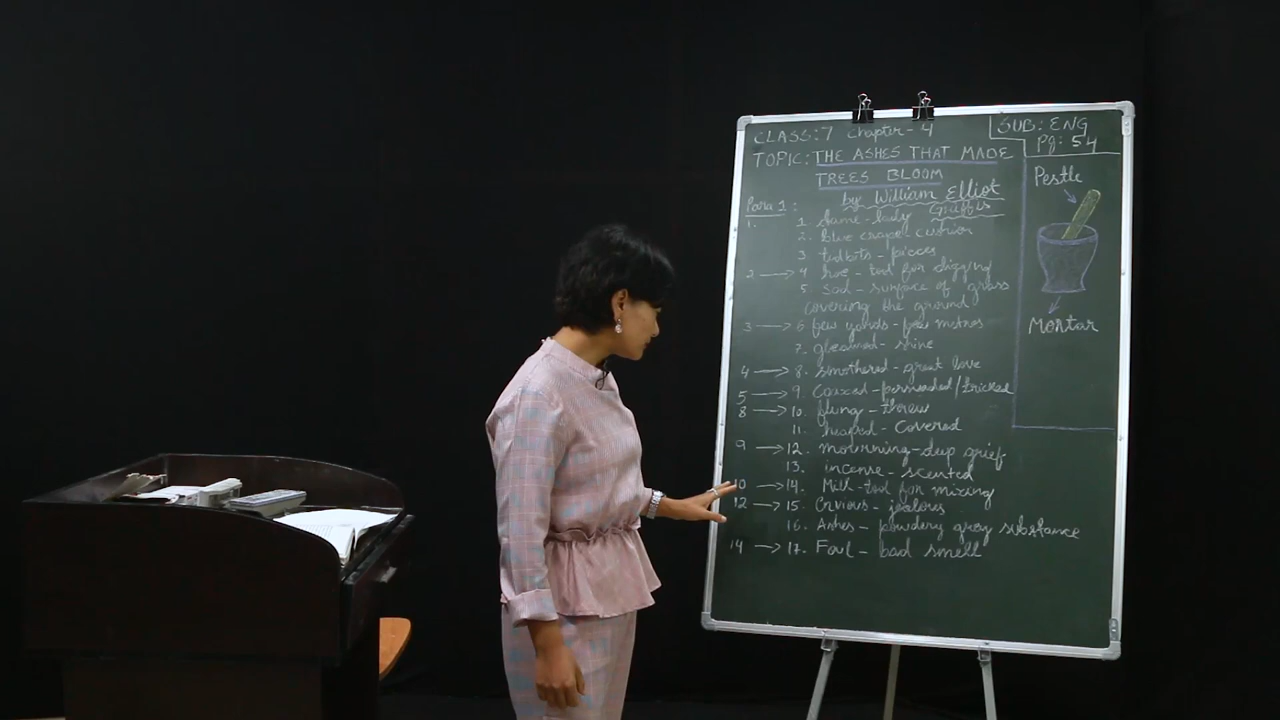 CLASS: 7 Chapter - 4
SUB: ENG
Pg: 54
TOPIC: THE ASHES THAT MADE
TREES BLOOM
by: William Elliot
Griffis
Para 1 :
1. 1. - lady
2. blue crape cushion
3. tidbots - pieces
2 → 4. hoe - tool for digging
5. sod - surface of grass
covering the ground
3 → 6. few yards - few metres
7. gleamed - shine
4 → 8. smothered - great love
5 → 9. Coaxed - persuaded/tricked
8 → 10. flung - threw
11. heaped - Covered
9 → 12. mourning - deep grief
13. incense - scented
10 → 14. Mill - tool for mixing
12 → 15. Envious - jealous
16. Ashes - powdery grey substance
14 → 17. Foul - bad smell
Pestle
Mortar